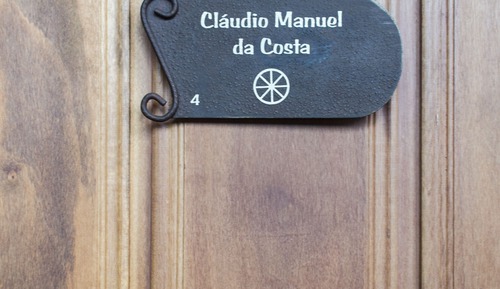 Cláudio Manuel
da Costa
4